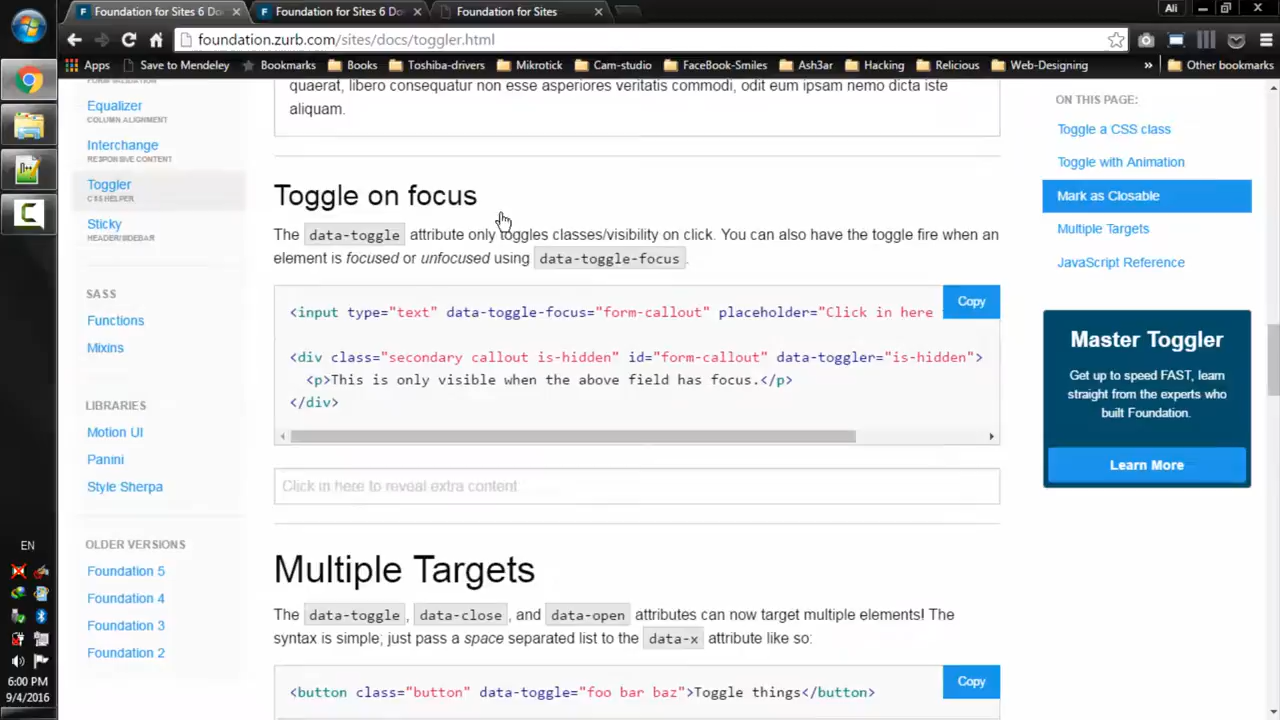 Foundation for Sites 6 Do
Foundation for Sites 6 Do
Foundation for Sites
Ali
foundation.zurb.com/sites/docs/toggler.html
Apps
Save to Mendeley
Bookmarks
Books
Toshiba-drivers
Mikrotick
Cam-studio
FaceBook-Smiles
Ash3ar
Hacking
Relicious
Web-Designing
»
Other bookmarks
FORM VALIDATION
Equalizer
COLUMN ALIGNMENT
Interchange
RESPONSIVE CONTENT
Toggler
CSS HELPER
Sticky
HEADER/SIDEBAR
SASS
Functions
Mixins
LIBRARIES
Motion UI
Panini
Style Sherpa
OLDER VERSIONS
Foundation 5
Foundation 4
Foundation 3
Foundation 2
quaerat, libero consequatur non esse asperiores veritatis commodi, odit eum ipsam nemo dicta iste
aliquam.
Toggle on focus
The data-toggle attribute only toggles classes/visibility on click. You can also have the toggle fire when an
element is focused or unfocused using data-toggle-focus.
Copy
<input type="text" data-toggle-focus="form-callout" placeholder="Click in here
<div class="secondary callout is-hidden" id="form-callout" data-toggler="is-hidden">
<p>This is only visible when the above field has focus.</p>
</div>
Click in here to reveal extra content
Multiple Targets
The data-toggle, data-close, and data-open attributes can now target multiple elements! The
syntax is simple; just pass a space separated list to the data-x attribute like so:
Copy
<button class="button" data-toggle="foo bar baz">Toggle things</button>
ON THIS PAGE:
Toggle a CSS class
Toggle with Animation
Mark as Closable
Multiple Targets
JavaScript Reference
Master Toggler
Get up to speed FAST, learn
straight from the experts who
built Foundation.
Learn More
EN
6:00 PM
9/4/2016